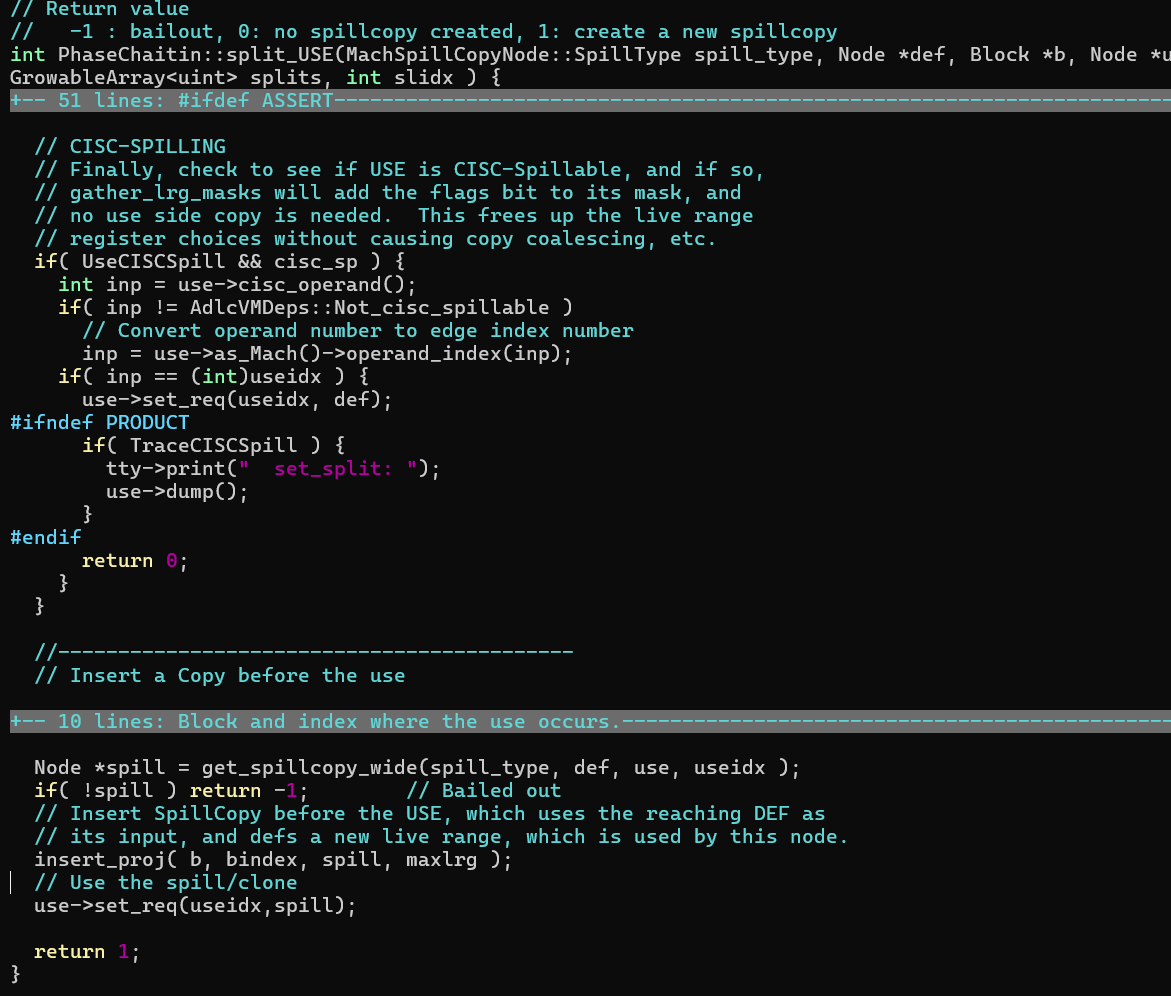 // Return value
//   -1 : bailout, 0: no spillcopy created, 1: create a new spillcopy
int PhaseChaitin::split_USE(MachSpillCopyNode::SpillType spill_type, Node *def, Block *b, Node *u
GrowableArray<uint> splits, int slidx ) {
+-- 51 lines: #ifdef ASSERT----------------------------------------------------------------------

  // CISC-SPILLING
  // Finally, check to see if USE is CISC-Spillable, and if so,
  // gather_lrg_masks will add the flags bit to its mask, and
  // no use side copy is needed.  This frees up the live range
  // register choices without causing copy coalescing, etc.
  if( UseCISCSpill && cisc_sp ) {
    int inp = use->cisc_operand();
    if( inp != AdlcVMDeps::Not_cisc_spillable )
      // Convert operand number to edge index number
      inp = use->as_Mach()->operand_index(inp);
    if( inp == (int)useidx ) {
      use->set_req(useidx, def);
#ifndef PRODUCT
      if( TraceCISCSpill ) {
        tty->print("  set_split: ");
        use->dump();
      }
#endif
      return 0;
    }
  }

  //-------------------------------------------
  // Insert a Copy before the use

+-- 10 lines: Block and index where the use occurs.----------------------------------------------

  Node *spill = get_spillcopy_wide(spill_type, def, use, useidx );
  if( !spill ) return -1;        // Bailed out
  // Insert SpillCopy before the USE, which uses the reaching DEF as
  // its input, and defs a new live range, which is used by this node.
  insert_proj( b, bindex, spill, maxlrg );
  // Use the spill/clone
  use->set_req(useidx,spill);

  return 1;
}